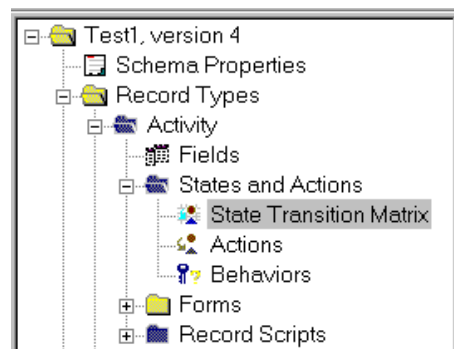 Test1, version 4
Schema Properties
Record Types
Activity
Fields
States and Actions
State Transition Matrix
Actions
Behaviors
Forms
Record Scripts